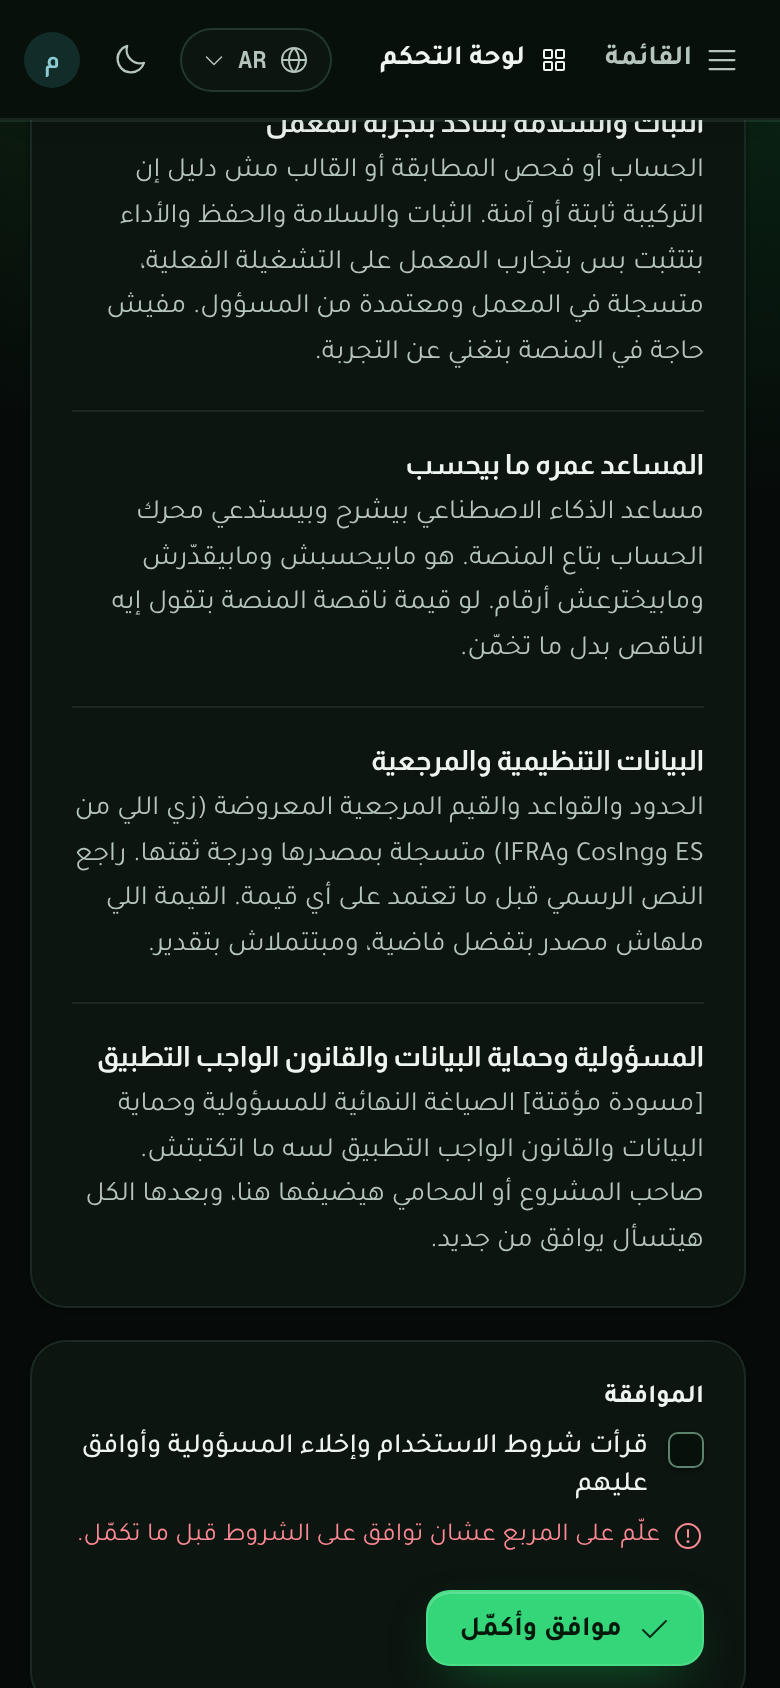 القائمة
لوحة التحكم
AR
م
الثبات والسلامة بتتأكد بتجربة المعمل
الحساب أو فحص المطابقة أو القالب مش دليل إن
التركيبة ثابتة أو آمنة. الثبات والسلامة والحفظ والأداء
بتتثبت بس بتجارب المعمل على التشغيلة الفعلية،
متسجلة في المعمل ومعتمدة من المسؤول. مفيش
حاجة في المنصة بتغني عن التجربة.
المساعد عمره ما بيحسب
مساعد الذكاء الاصطناعي بيشرح وبيستدعي محرك
الحساب بتاع المنصة. هو مابيحسبش ومابيقدّرش
ومابيخترعش أرقام. لو قيمة ناقصة المنصة بتقول إيه
الناقص بدل ما تخمّن.
البيانات التنظيمية والمرجعية
الحدود والقواعد والقيم المرجعية المعروضة (زي اللي من
ES وCosIng وIFRA) متسجلة بمصدرها ودرجة ثقتها. راجع
النص الرسمي قبل ما تعتمد على أي قيمة. القيمة اللي
ملهاش مصدر بتفضل فاضية، ومبتتملاش بتقدير.
المسؤولية وحماية البيانات والقانون الواجب التطبيق
[مسودة مؤقتة] الصياغة النهائية للمسؤولية وحماية
البيانات والقانون الواجب التطبيق لسه ما اتكتبتش.
صاحب المشروع أو المحامي هيضيفها هنا، وبعدها الكل
هيتسأل يوافق من جديد.
الموافقة
قرأت شروط الاستخدام وإخلاء المسؤولية وأوافق
عليهم
علّم على المربع عشان توافق على الشروط قبل ما تكمّل.
موافق وأكمّل